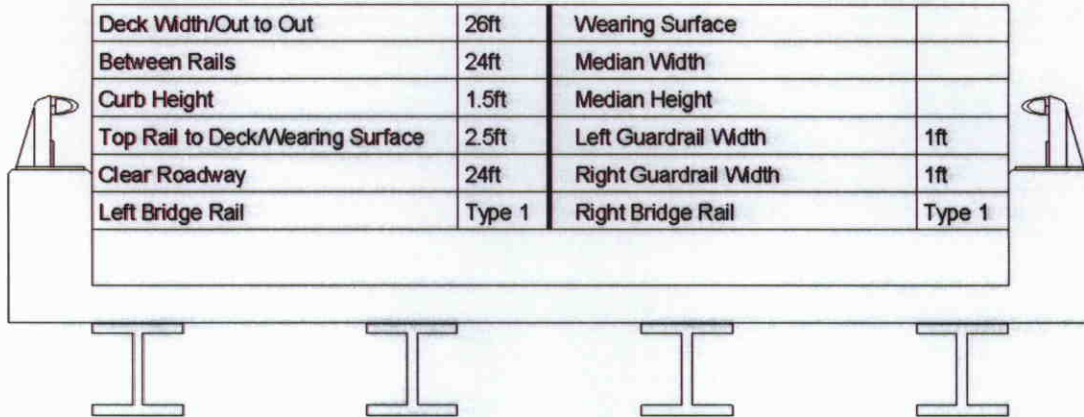 Deck Width/Out to Out 26ft Wearing Surface
Between Rails 24ft Median Width
Curb Height 1.5ft Median Height
Top Rail to Deck/Wearing Surface 2.5ft Left Guardrail Width 1ft
Clear Roadway 24ft Right Guardrail Width 1ft
Left Bridge Rail Type 1 Right Bridge Rail Type 1